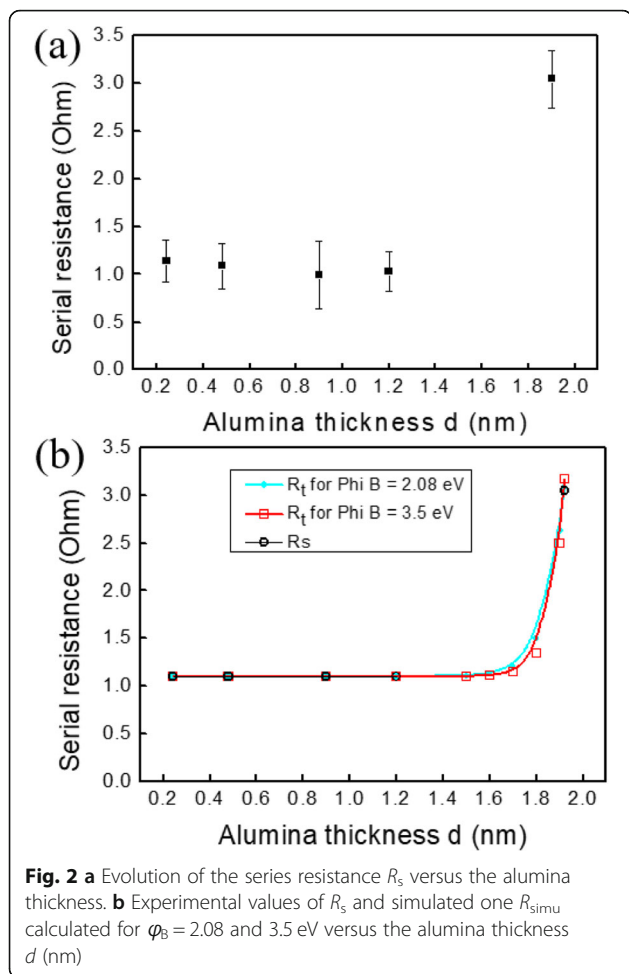 (a)
3.5
3.0
2.5
2.0
1.5
1.0
0.5
0.0
Serial resistance (Ohm)
0.2 0.4 0.6 0.8 1.0 1.2 1.4 1.6 1.8 2.0
Alumina thickness d (nm)
(b)
3.5
3.0
2.5
2.0
1.5
1.0
0.5
0.0
Serial resistance (Ohm)
Rt for Phi B = 2.08 eV
Rt for Phi B = 3.5 eV
Rs
0.2 0.4 0.6 0.8 1.0 1.2 1.4 1.6 1.8 2.0
Alumina thickness d (nm)
Fig. 2 a Evolution of the series resistance Rs versus the alumina
thickness. b Experimental values of Rs and simulated one Rsimu
calculated for φB = 2.08 and 3.5 eV versus the alumina thickness
d (nm)